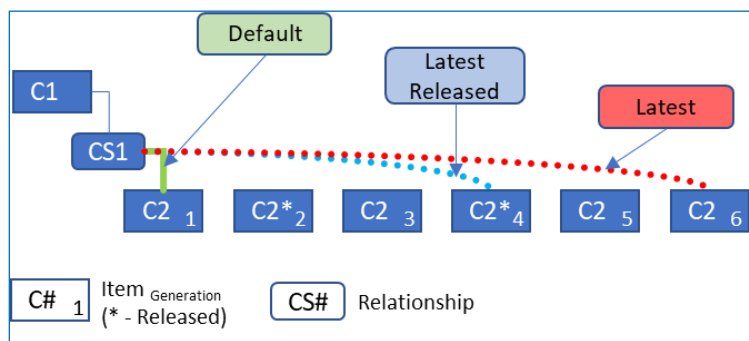 Default
Latest
Released
Latest
C1
CS1
C2 1
C2*2
C2 3
C2*4
C2 5
C2 6
C# 1
Item Generation
(* - Released)
CS#
Relationship